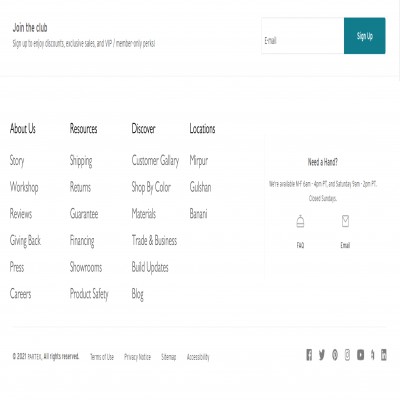 Join the club
Sign up to enjoy discounts, exclusive sales, and VIP / member only perks!
E-mail
Sign Up
About Us
Story
Workshop
Reviews
Giving Back
Press
Careers
Resources
Shipping
Returns
Guarantee
Financing
Showrooms
Product Safety
Discover
Customer Gallary
Shop By Color
Materials
Trade & Business
Build Updates
Blog
Locations
Mirpur
Gulshan
Banani
Need a Hand?
We're available M-F 6am - 4pm PT, and Saturday 9am - 2pm PT.
Closed Sundays.
FAQ
Email
© 2021 PARTEX, All rights reserved.
Terms of Use
Privacy Notice
Sitemap
Accessibility